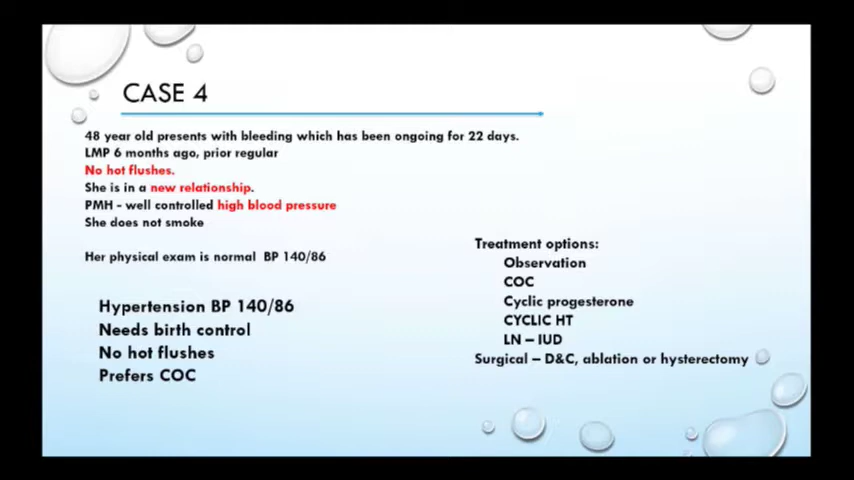 CASE 4
48 year old presents with bleeding which has been ongoing for 22 days.
LMP 6 months ago, prior regular
No hot flushes.
She is in a new relationship.
PMH - well controlled high blood pressure
She does not smoke
Her physical exam is normal BP 140/86
Hypertension BP 140/86
Needs birth control
No hot flushes
Prefers COC
Treatment options:
Observation
COC
Cyclic progesterone
CYCLIC HT
LN – IUD
Surgical – D&C, ablation or hysterectomy